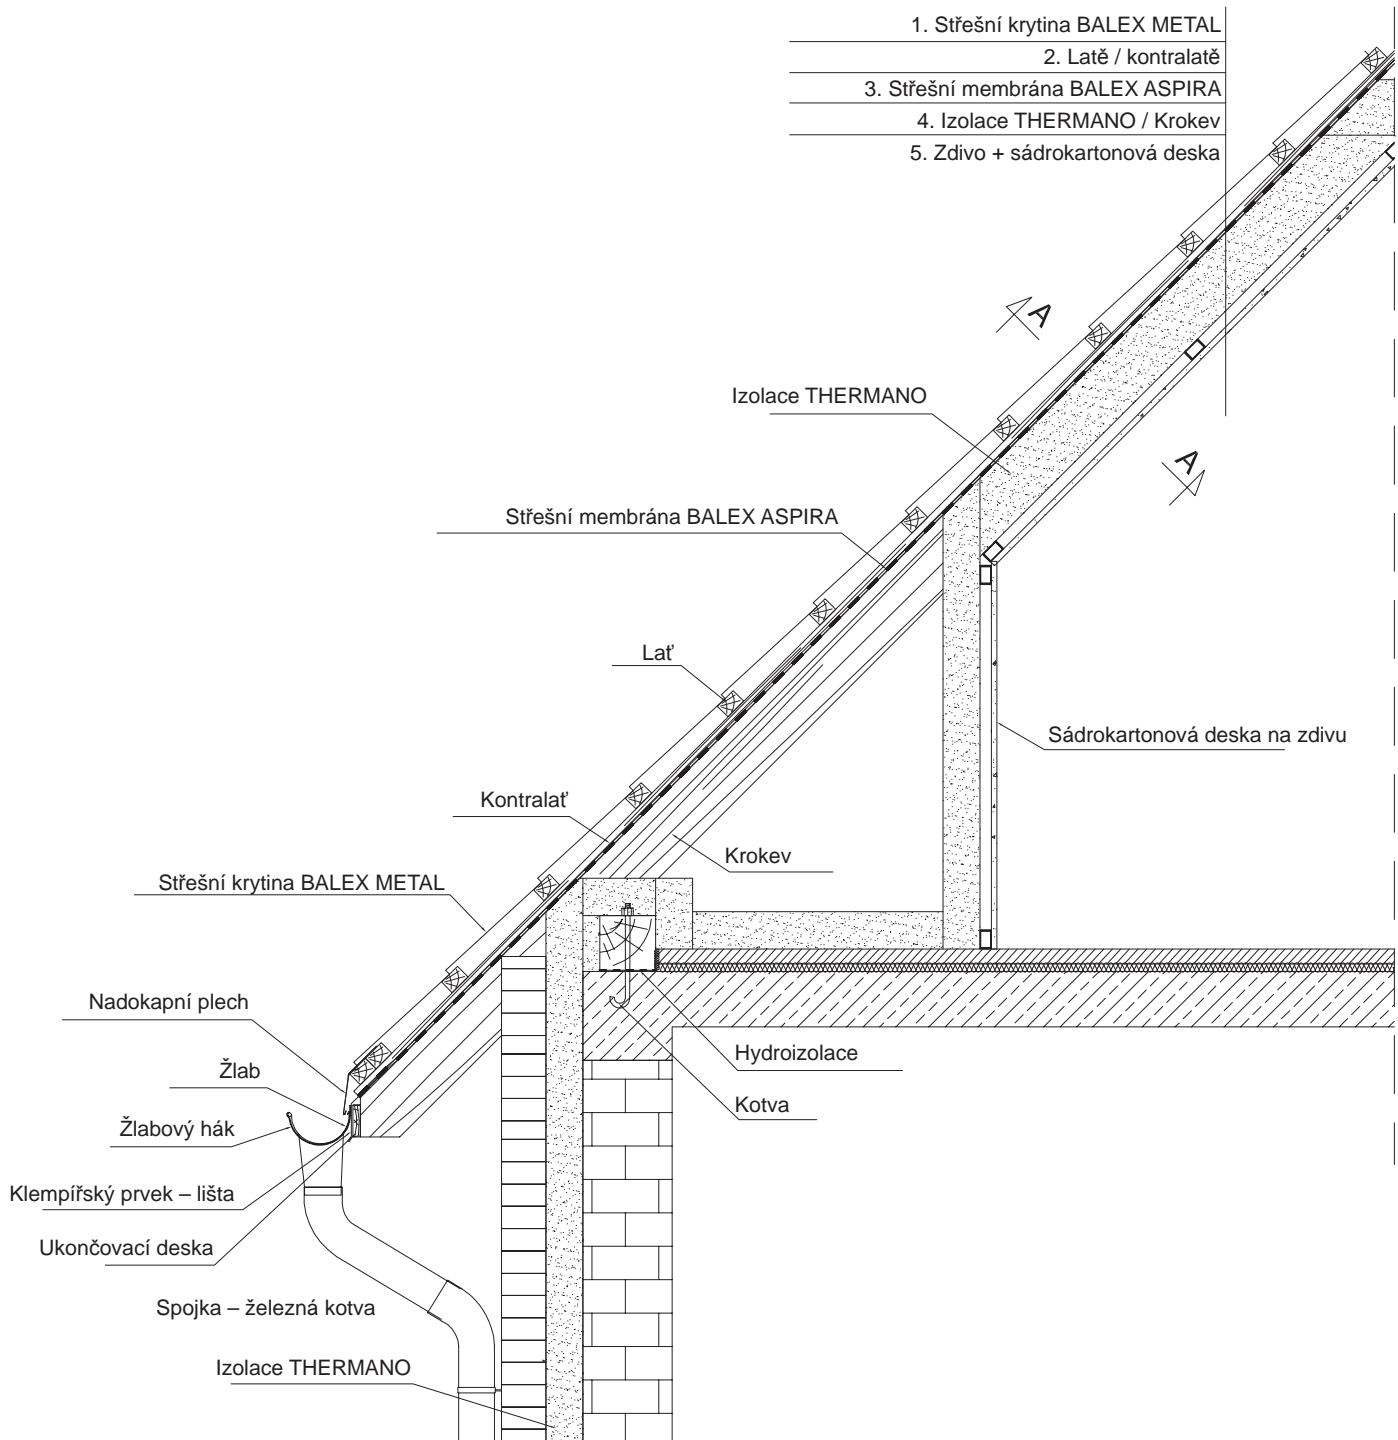 1. Střešní krytina BALEX METAL
2. Latě / kontralatě
3. Střešní membrána BALEX ASPIRA
4. Izolace THERMANO / Krokev
5. Zdivo + sádrokartonová deska
A
Izolace THERMANO
A
Střešní membrána BALEX ASPIRA
Lať
Sádrokartonová deska na zdivu
Kontralať
Krokev
Střešní krytina BALEX METAL
Nadokapní plech
Hydroizolace
Žlab
Kotva
Žlabový hák
Klempířský prvek – lišta
Ukončovací deska
Spojka – železná kotva
Izolace THERMANO